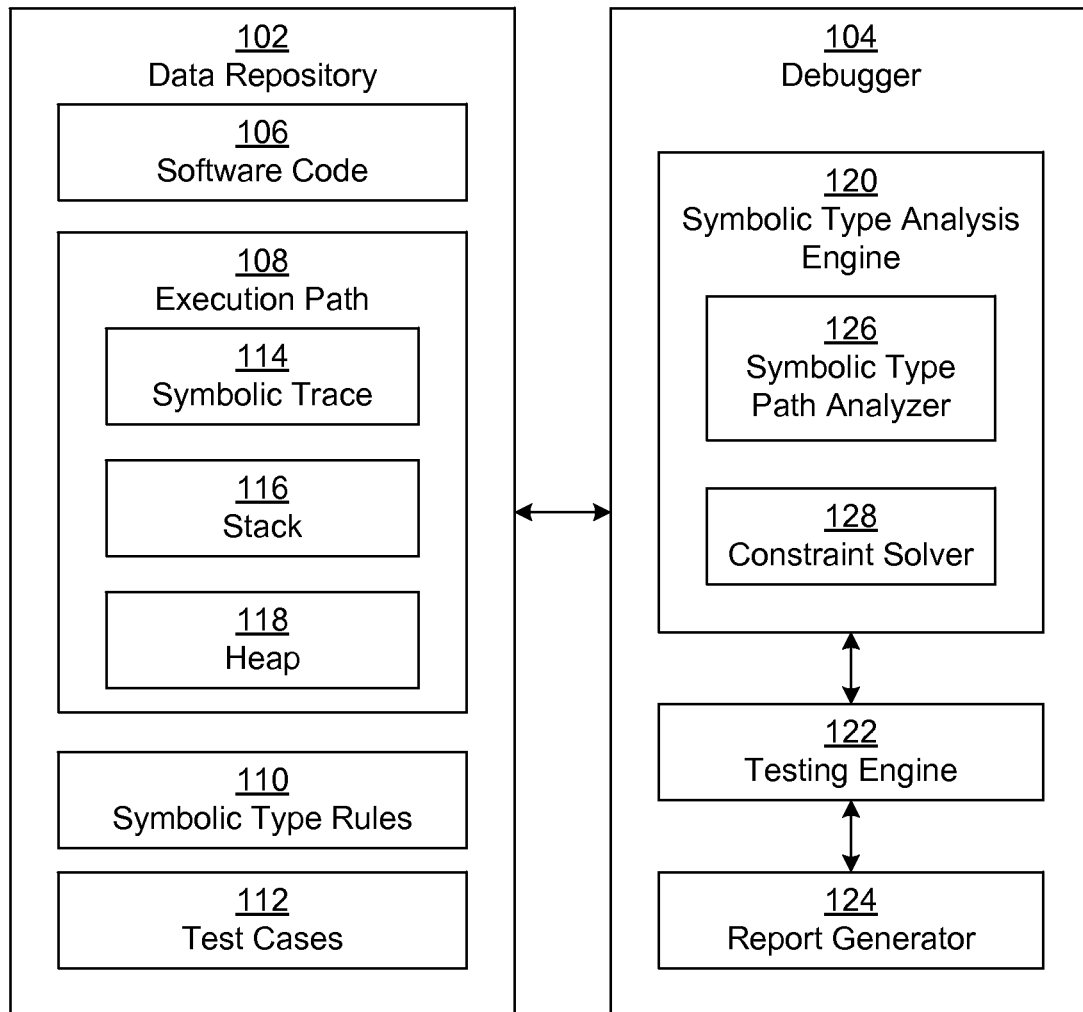 102
Data Repository
106
Software Code
108
Execution Path
114
Symbolic Trace
116
Stack
118
Heap
110
Symbolic Type Rules
112
Test Cases
104
Debugger
120
Symbolic Type Analysis
Engine
126
Symbolic Type
Path Analyzer
128
Constraint Solver
122
Testing Engine
124
Report Generator